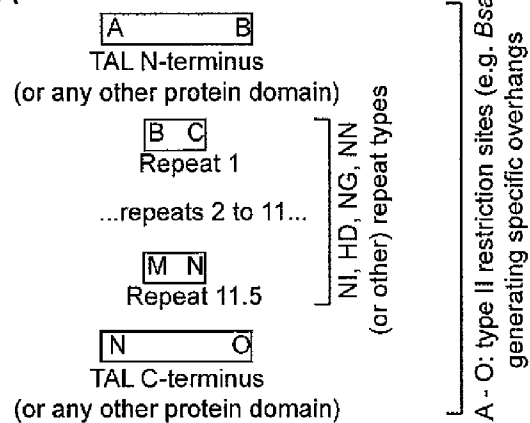 A B
TAL N-terminus
(or any other protein domain)
B C
Repeat 1
...repeats 2 to 11...
M N
Repeat 11.5
N O
TAL C-terminus
(or any other protein domain)
NI, HD, NG, NN
(or other) repeat types
A - O: type II restriction sites (e.g. Bsa
generating specific overhangs